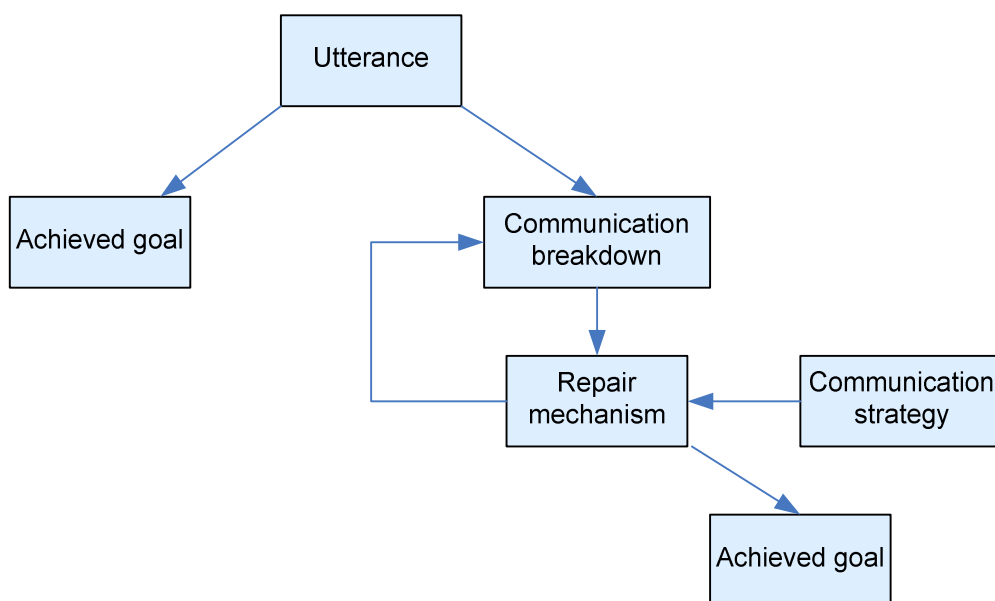 Utterance
Achieved goal
Communication
breakdown
Repair
mechanism
Communication
strategy
Achieved goal